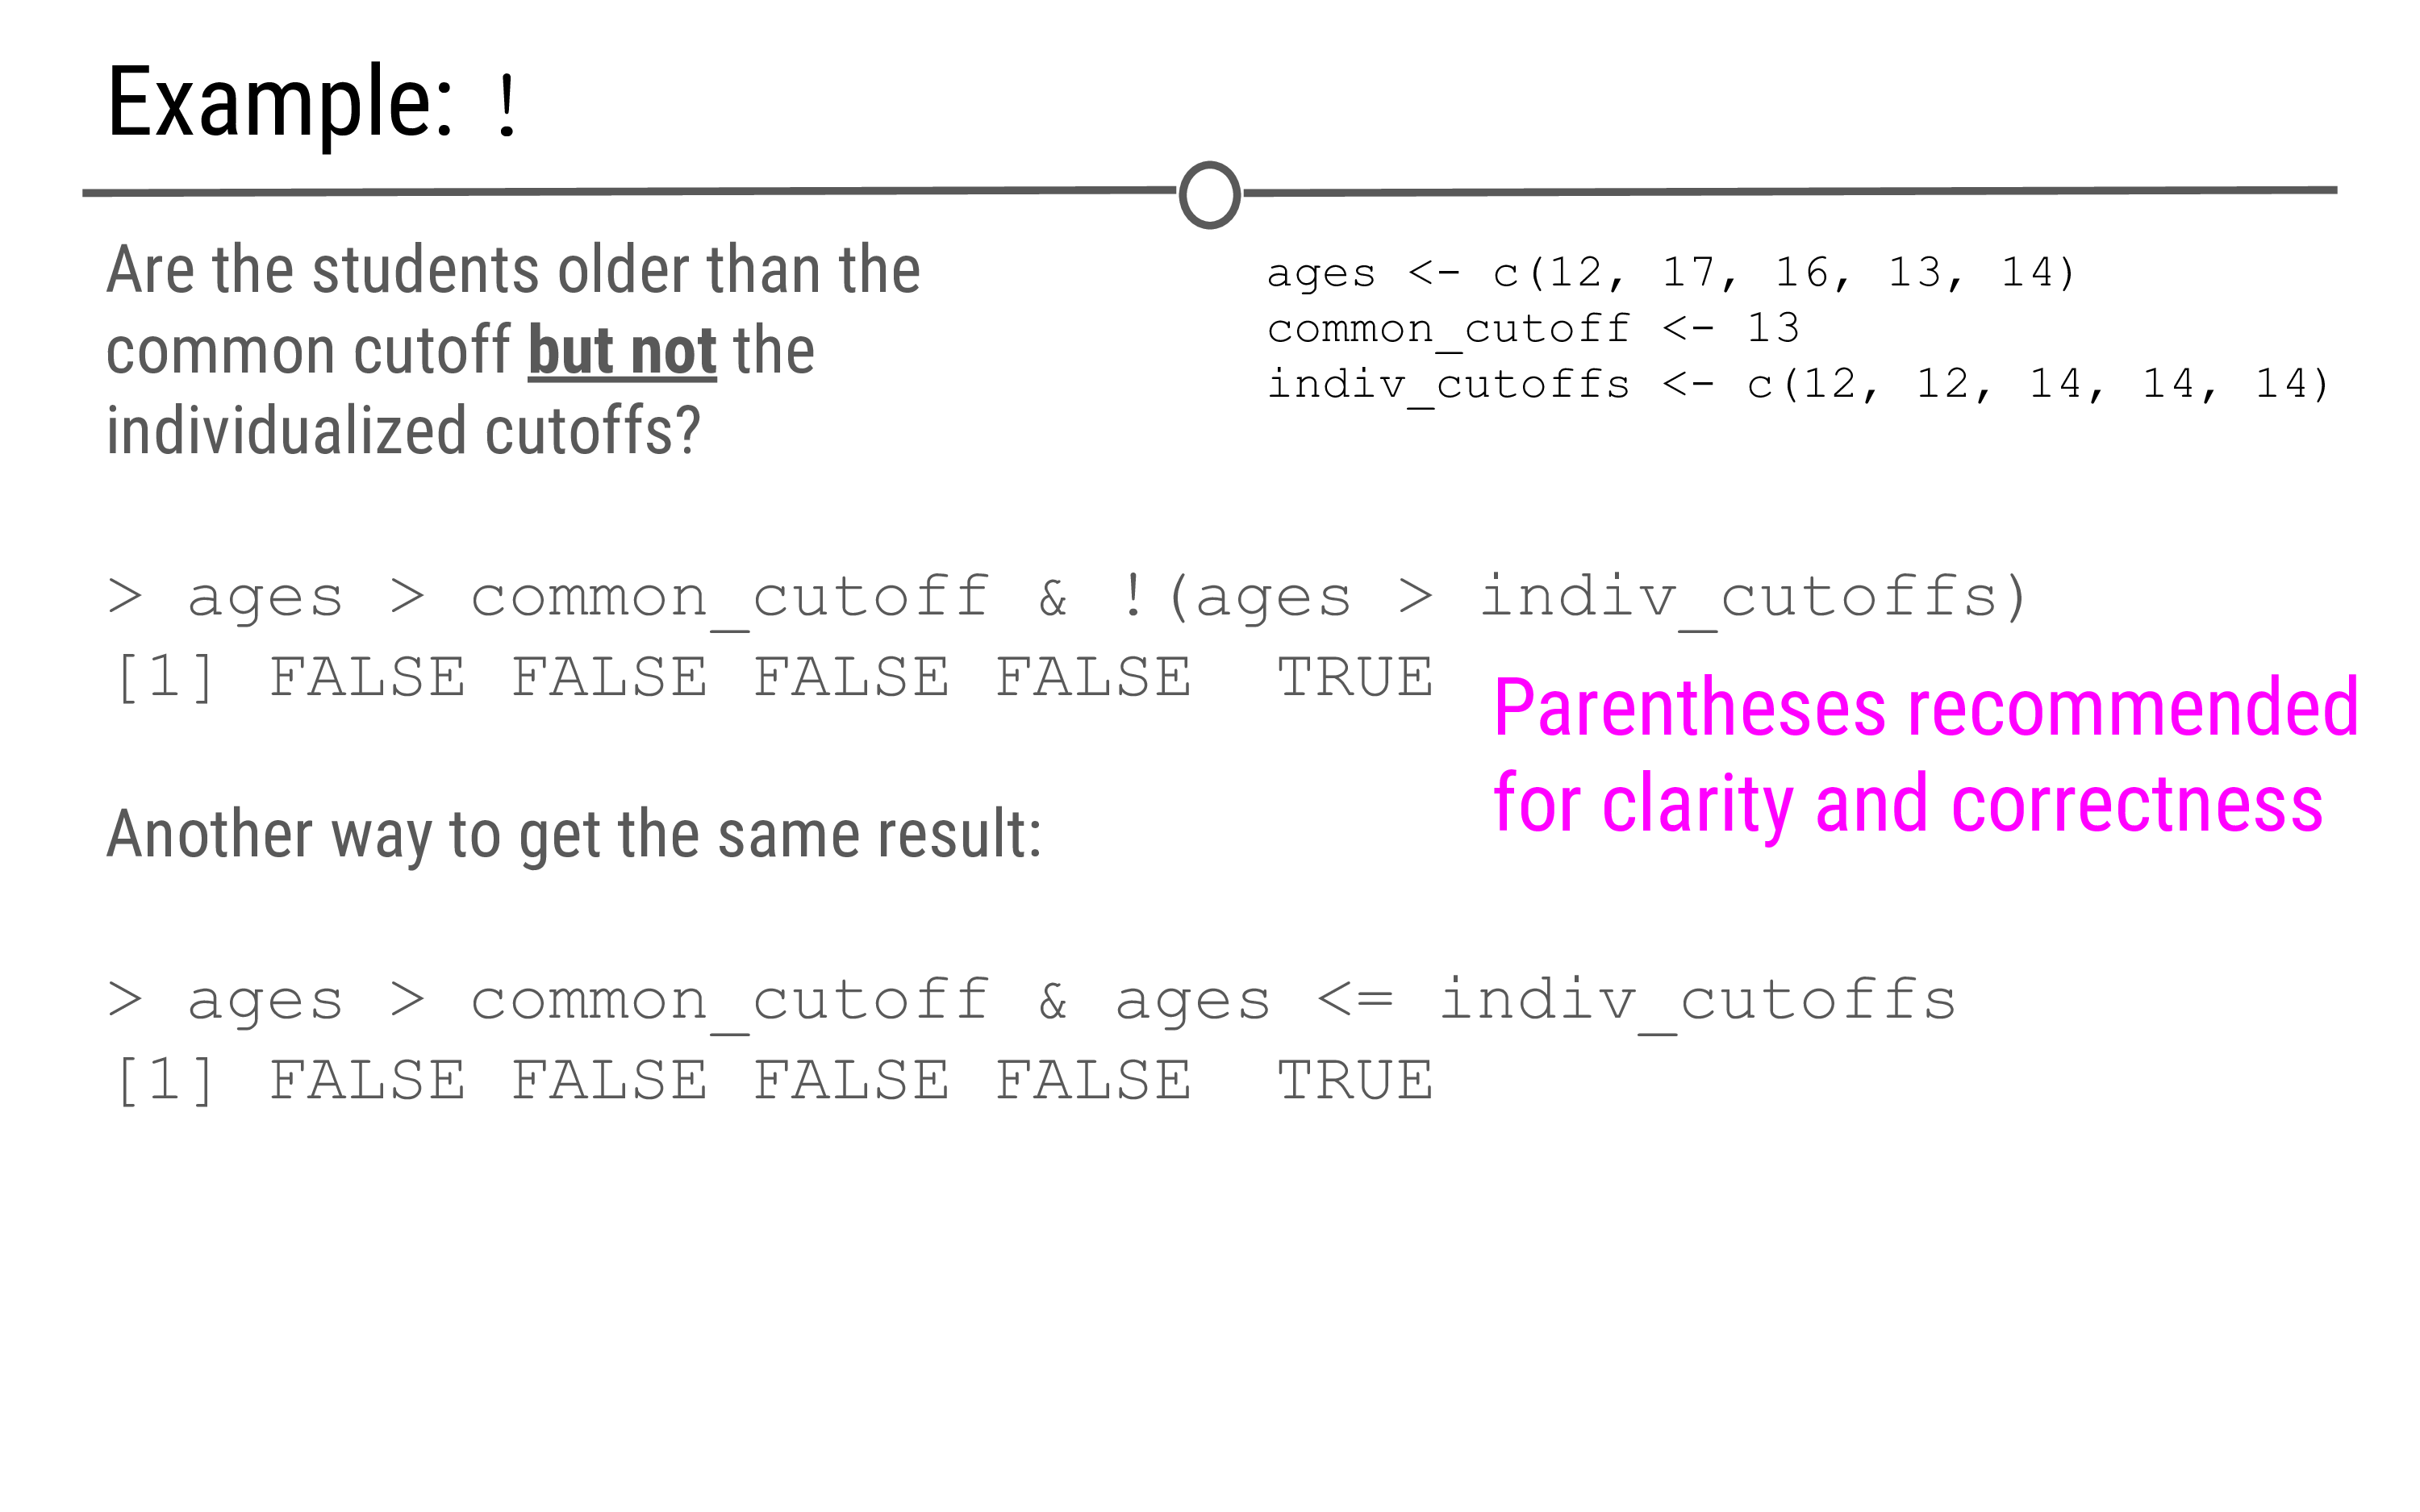 Example: !
Are the students older than the
common cutoff but not the
individualized cutoffs?
ages <- c(12, 17, 16, 13, 14)
common_cutoff <- 13
indiv_cutoffs <- c(12, 12, 14, 14, 14)
> ages > common_cutoff & !(ages > indiv_cutoffs)
[1] FALSE FALSE FALSE FALSE  TRUE
Parentheses recommended
for clarity and correctness
Another way to get the same result:
> ages > common_cutoff & ages <= indiv_cutoffs
[1] FALSE FALSE FALSE FALSE  TRUE